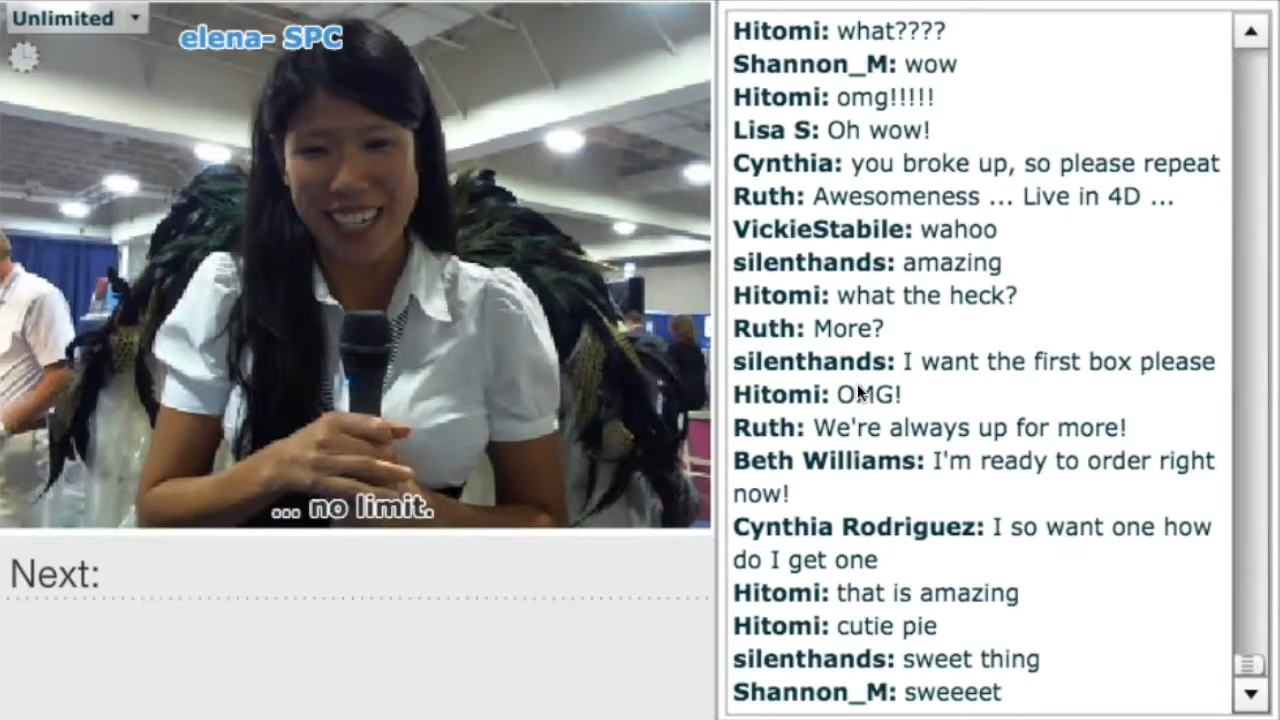 Unlimited
elena- SPC
... no limit.
Next:
Hitomi: what????
Shannon_M: wow
Hitomi: omg!!!!!
Lisa S: Oh wow!
Cynthia: you broke up, so please repeat
Ruth: Awesomeness ... Live in 4D ...
VickieStabile: wahoo
silenthands: amazing
Hitomi: what the heck?
Ruth: More?
silenthands: I want the first box please
Hitomi: OMG!
Ruth: We're always up for more!
Beth Williams: I'm ready to order right
now!
Cynthia Rodriguez: I so want one how
do I get one
Hitomi: that is amazing
Hitomi: cutie pie
silenthands: sweet thing
Shannon_M: sweeeet